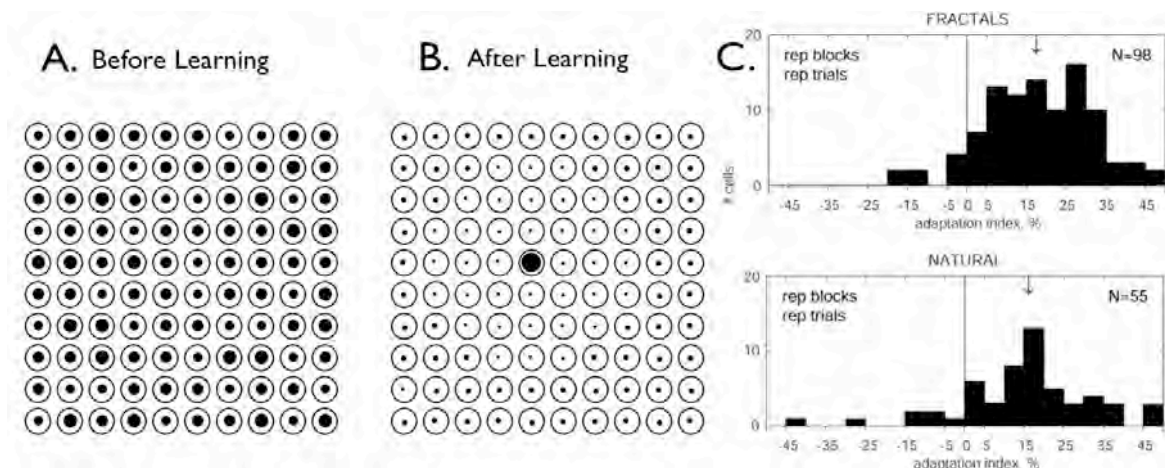 A. Before Learning
B. After Learning
C.
FRACTALS
20
10
0
rep blocks
rep trials
N=98
# cells
-45 -35 -25 -15 -5 0 5 15 25 35 45
adaptation index, %
NATURAL
20
10
0
rep blocks
rep trials
N=55
-45 -35 -25 -15 -5 0 5 15 25 35 45
adaptation index, %